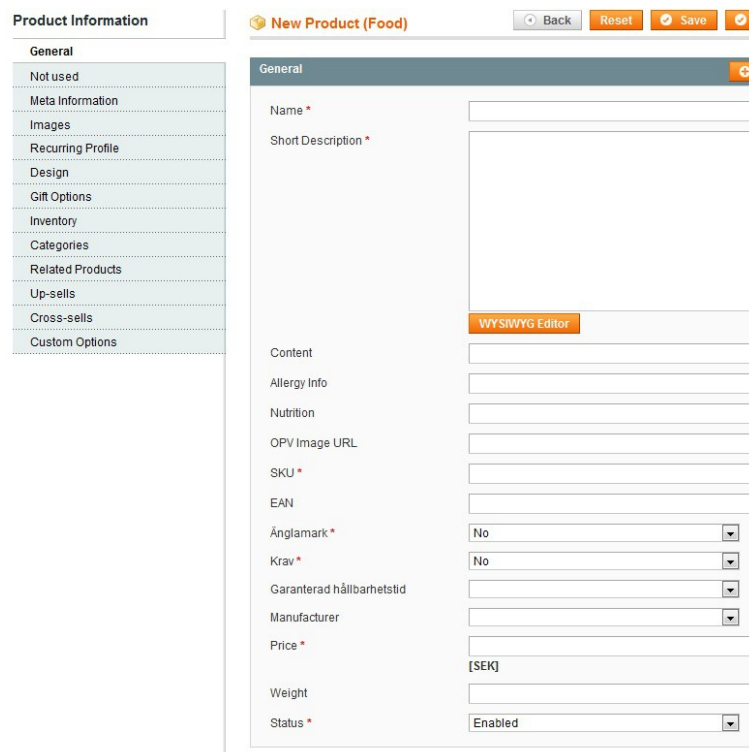 Product Information
General
Not used
Meta Information
Images
Recurring Profile
Design
Gift Options
Inventory
Categories
Related Products
Up-sells
Cross-sells
Custom Options
New Product (Food)
Back
Reset
Save
General
Name *
Short Description *
WYSIWYG Editor
Content
Allergy Info
Nutrition
OPV Image URL
SKU *
EAN
Änglamark * No
Krav * No
Garanterad hållbarhetstid
Manufacturer
Price *
[SEK]
Weight
Status * Enabled